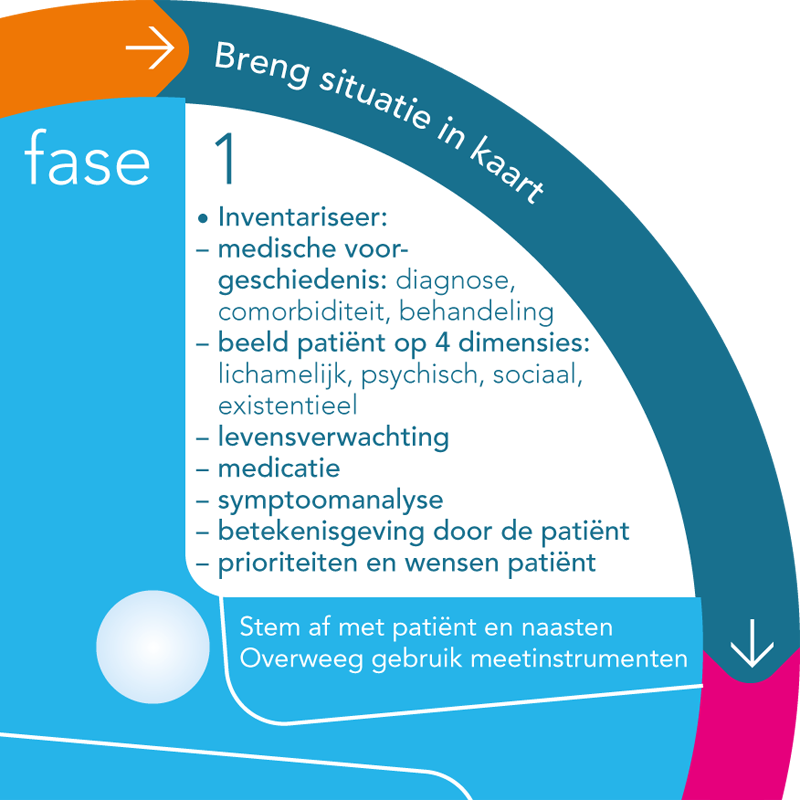 Breng situatie in kaart
fase 1
• Inventariseer:
– medische voor-
geschiedenis: diagnose,
comorbiditeit, behandeling
– beeld patiënt op 4 dimensies:
lichamelijk, psychisch, sociaal,
existentieel
– levensverwachting
– medicatie
– symptoomanalyse
– betekenisgeving door de patiënt
– prioriteiten en wensen patiënt
Stem af met patiënt en naasten
Overweeg gebruik meetinstrumenten